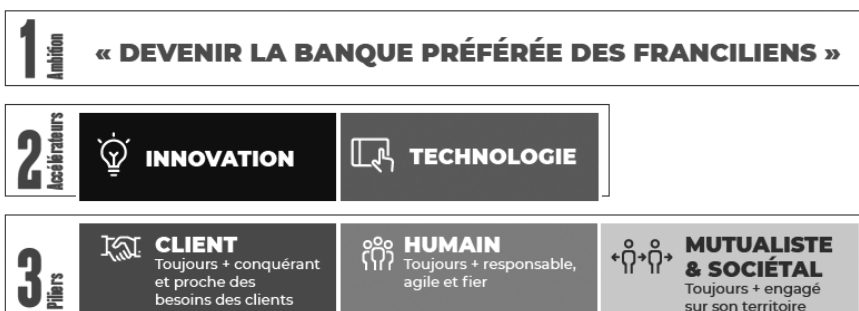 1 Ambition
« DEVENIR LA BANQUE PRÉFÉRÉE DES FRANCILIENS »
2 Accélérateurs
INNOVATION
TECHNOLOGIE
3 Piliers
CLIENT
Toujours + conquérant
et proche des
besoins des clients
HUMAIN
Toujours + responsable,
agile et fier
MUTUALISTE
& SOCIÉTAL
Toujours + engagé
sur son territoire